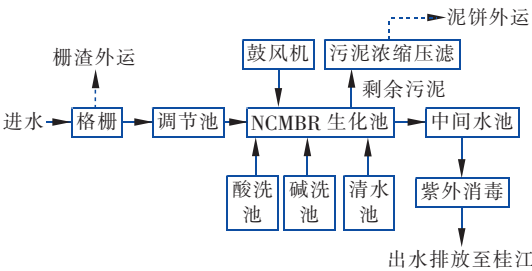 泥饼外运
栅渣外运
鼓风机
污泥浓缩压滤
剩余污泥
进水
格栅
调节池
NCMBR 生化池
中间水池
酸洗
池
碱洗
池
清水
池
紫外消毒
出水排放至桂江